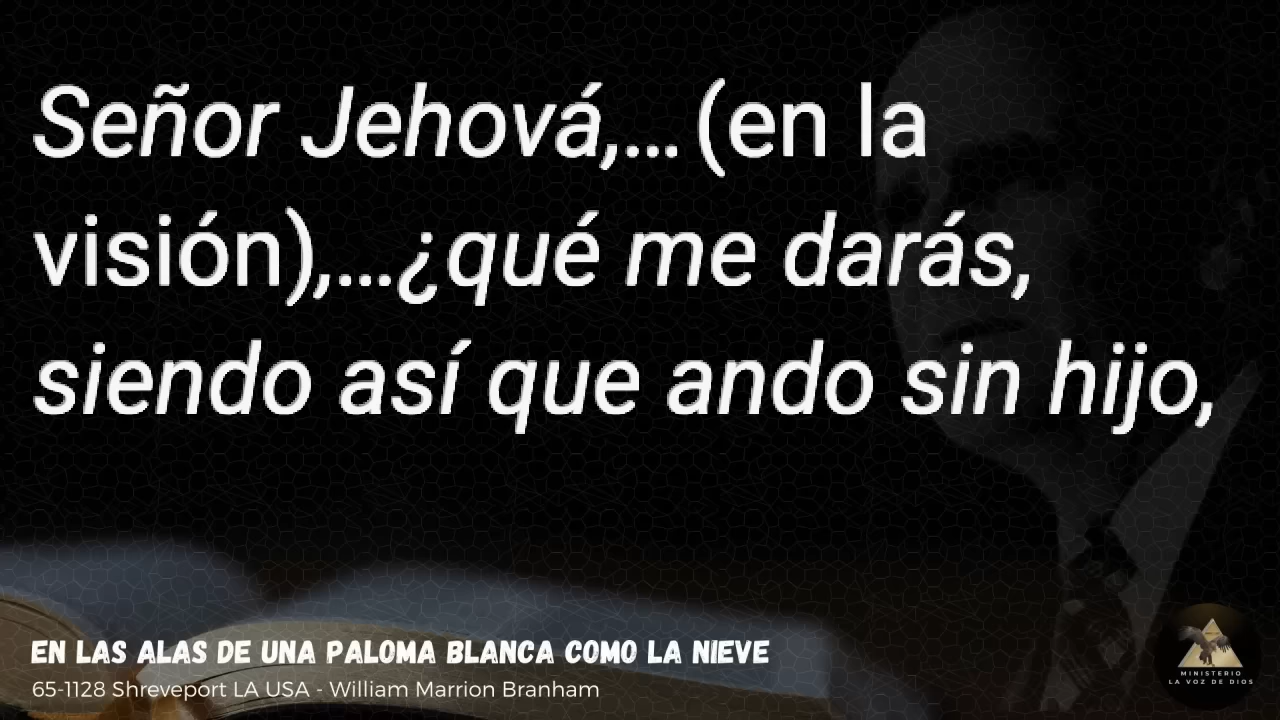 Señor Jehová,... (en la
visión),...¿qué me darás,
siendo así que ando sin hijo,
EN LAS ALAS DE UNA PALOMA BLANCA COMO LA NIEVE
65-1128 Shreveport LA USA - William Marrion Branham
MINISTERIO
LA VOZ DE DIOS